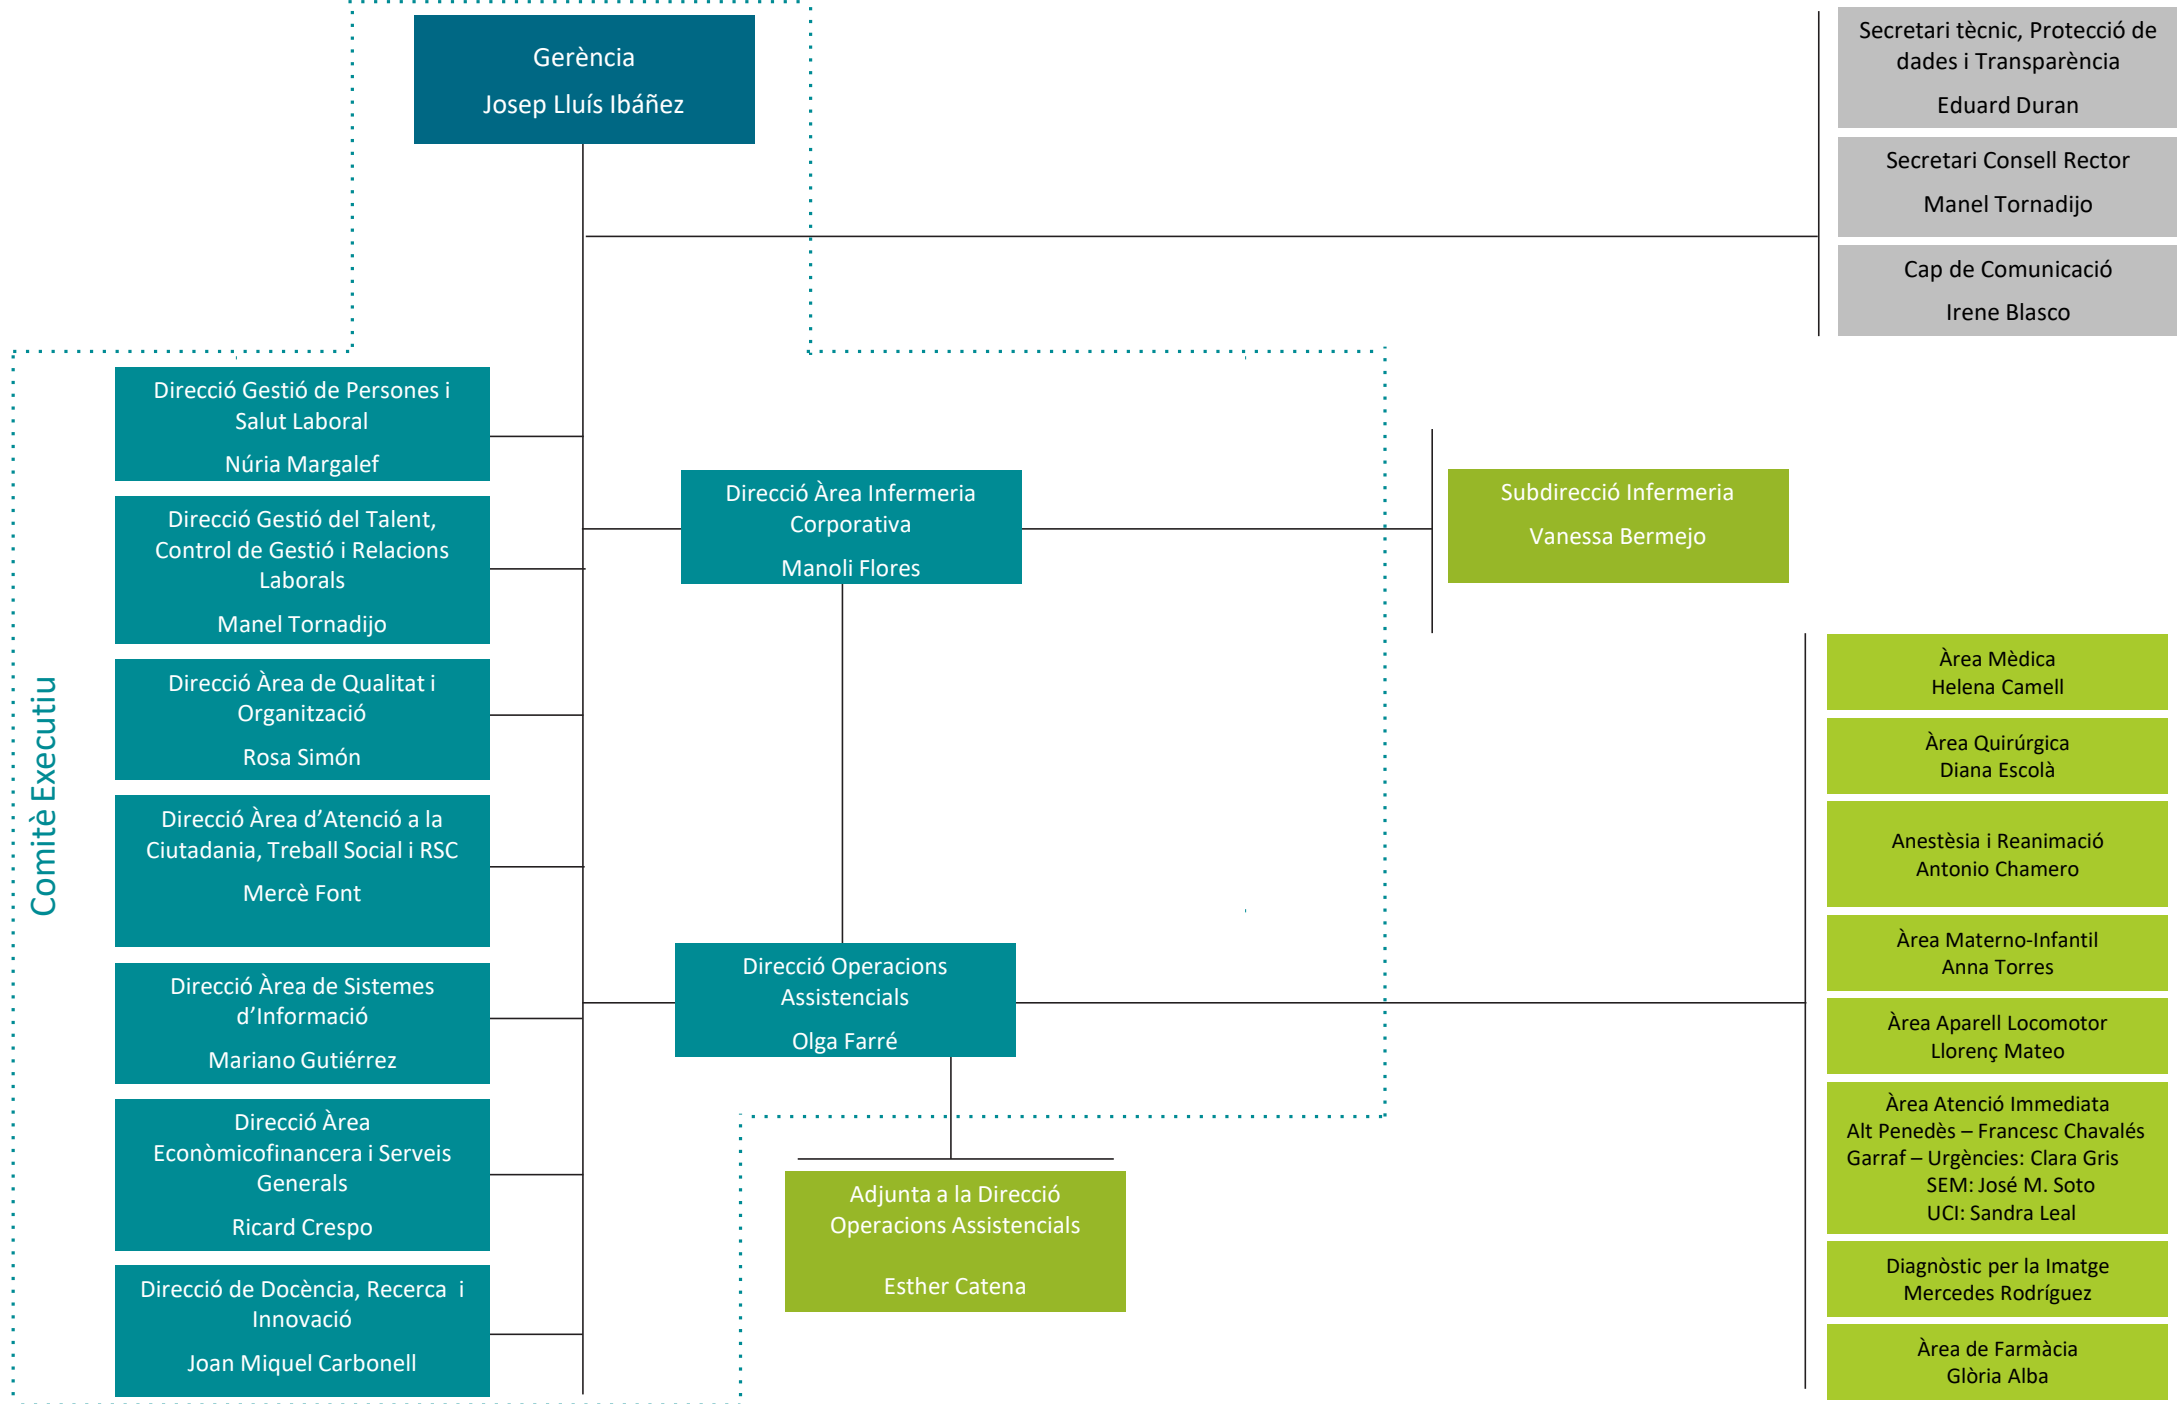 Gerència
Josep Lluís Ibáñez
Secretari tècnic, Protecció de
dades i Transparència
Eduard Duran
Secretari Consell Rector
Manel Tornadijo
Cap de Comunicació
Irene Blasco
Comitè Executiu
Direcció Gestió de Persones i
Salut Laboral
Núria Margalef
Direcció Gestió del Talent,
Control de Gestió i Relacions
Laborals
Manel Tornadijo
Direcció Àrea de Qualitat i
Organització
Rosa Simón
Direcció Àrea d’Atenció a la
Ciutadania, Treball Social i RSC
Mercè Font
Direcció Àrea de Sistemes
d’Informació
Mariano Gutiérrez
Direcció Àrea
Econòmicofinancera i Serveis
Generals
Ricard Crespo
Direcció de Docència, Recerca i
Innovació
Joan Miquel Carbonell
Direcció Àrea Infermeria
Corporativa
Manoli Flores
Subdirecció Infermeria
Vanessa Bermejo
Direcció Operacions
Assistencials
Olga Farré
Adjunta a la Direcció
Operacions Assistencials
Esther Catena
Àrea Mèdica
Helena Camell
Àrea Quirúrgica
Diana Escolà
Anestèsia i Reanimació
Antonio Chamero
Àrea Materno-Infantil
Anna Torres
Àrea Aparell Locomotor
Llorenç Mateo
Àrea Atenció Immediata
Alt Penedès – Francesc Chavalés
Garraf – Urgències: Clara Gris
SEM: José M. Soto
UCI: Sandra Leal
Diagnòstic per la Imatge
Mercedes Rodríguez
Àrea de Farmàcia
Glòria Alba